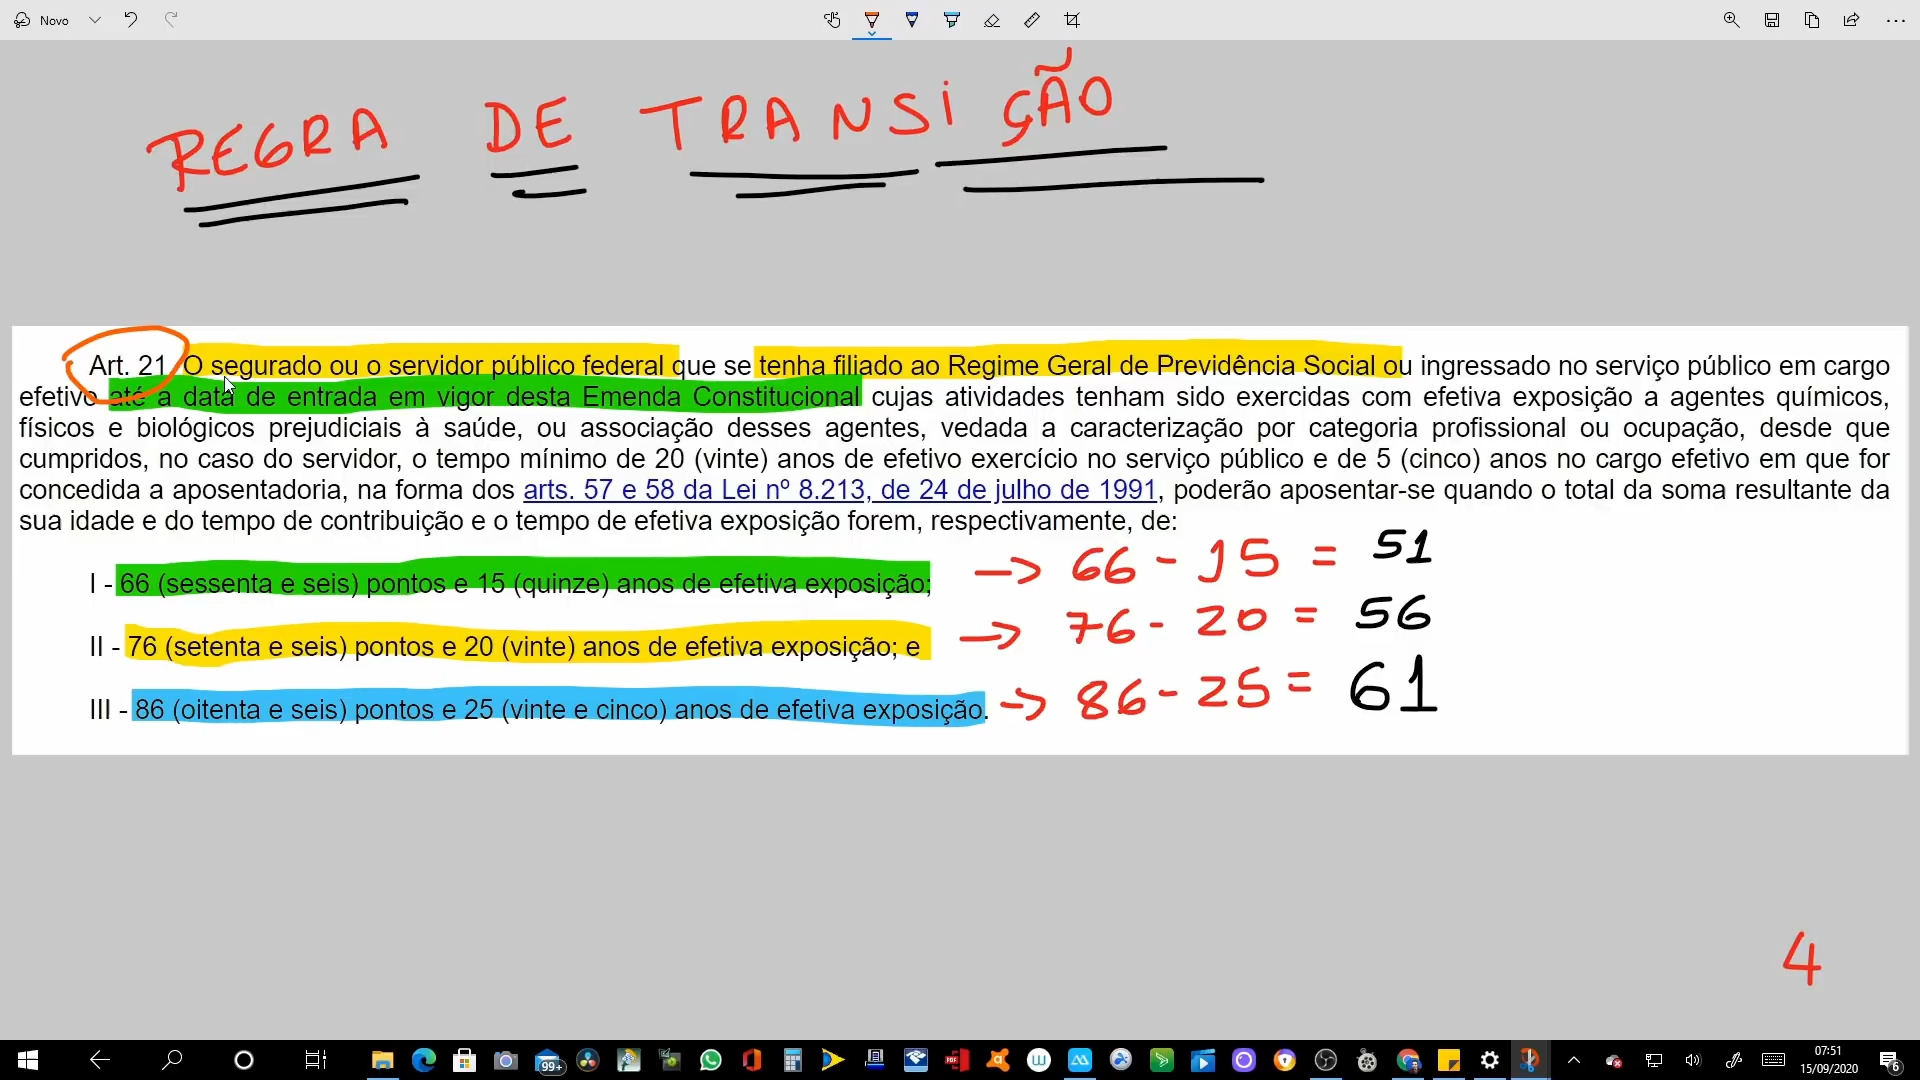 Novo
REGRA DE TRANSIÇÃO
Art. 21. O segurado ou o servidor público federal que se tenha filiado ao Regime Geral de Previdência Social ou ingressado no serviço público em cargo
efetivo até a data de entrada em vigor desta Emenda Constitucional cujas atividades tenham sido exercidas com efetiva exposição a agentes químicos,
físicos e biológicos prejudiciais à saúde, ou associação desses agentes, vedada a caracterização por categoria profissional ou ocupação, desde que
cumpridos, no caso do servidor, o tempo mínimo de 20 (vinte) anos de efetivo exercício no serviço público e de 5 (cinco) anos no cargo efetivo em que for
concedida a aposentadoria, na forma dos arts. 57 e 58 da Lei nº 8.213, de 24 de julho de 1991, poderão aposentar-se quando o total da soma resultante da
sua idade e do tempo de contribuição e o tempo de efetiva exposição forem, respectivamente, de:
I - 66 (sessenta e seis) pontos e 15 (quinze) anos de efetiva exposição; → 66 - 15 = 51
II - 76 (setenta e seis) pontos e 20 (vinte) anos de efetiva exposição; e → 76 - 20 = 56
III - 86 (oitenta e seis) pontos e 25 (vinte e cinco) anos de efetiva exposição. → 86 - 25 = 61
4
99+
07:51
15/09/2020
6